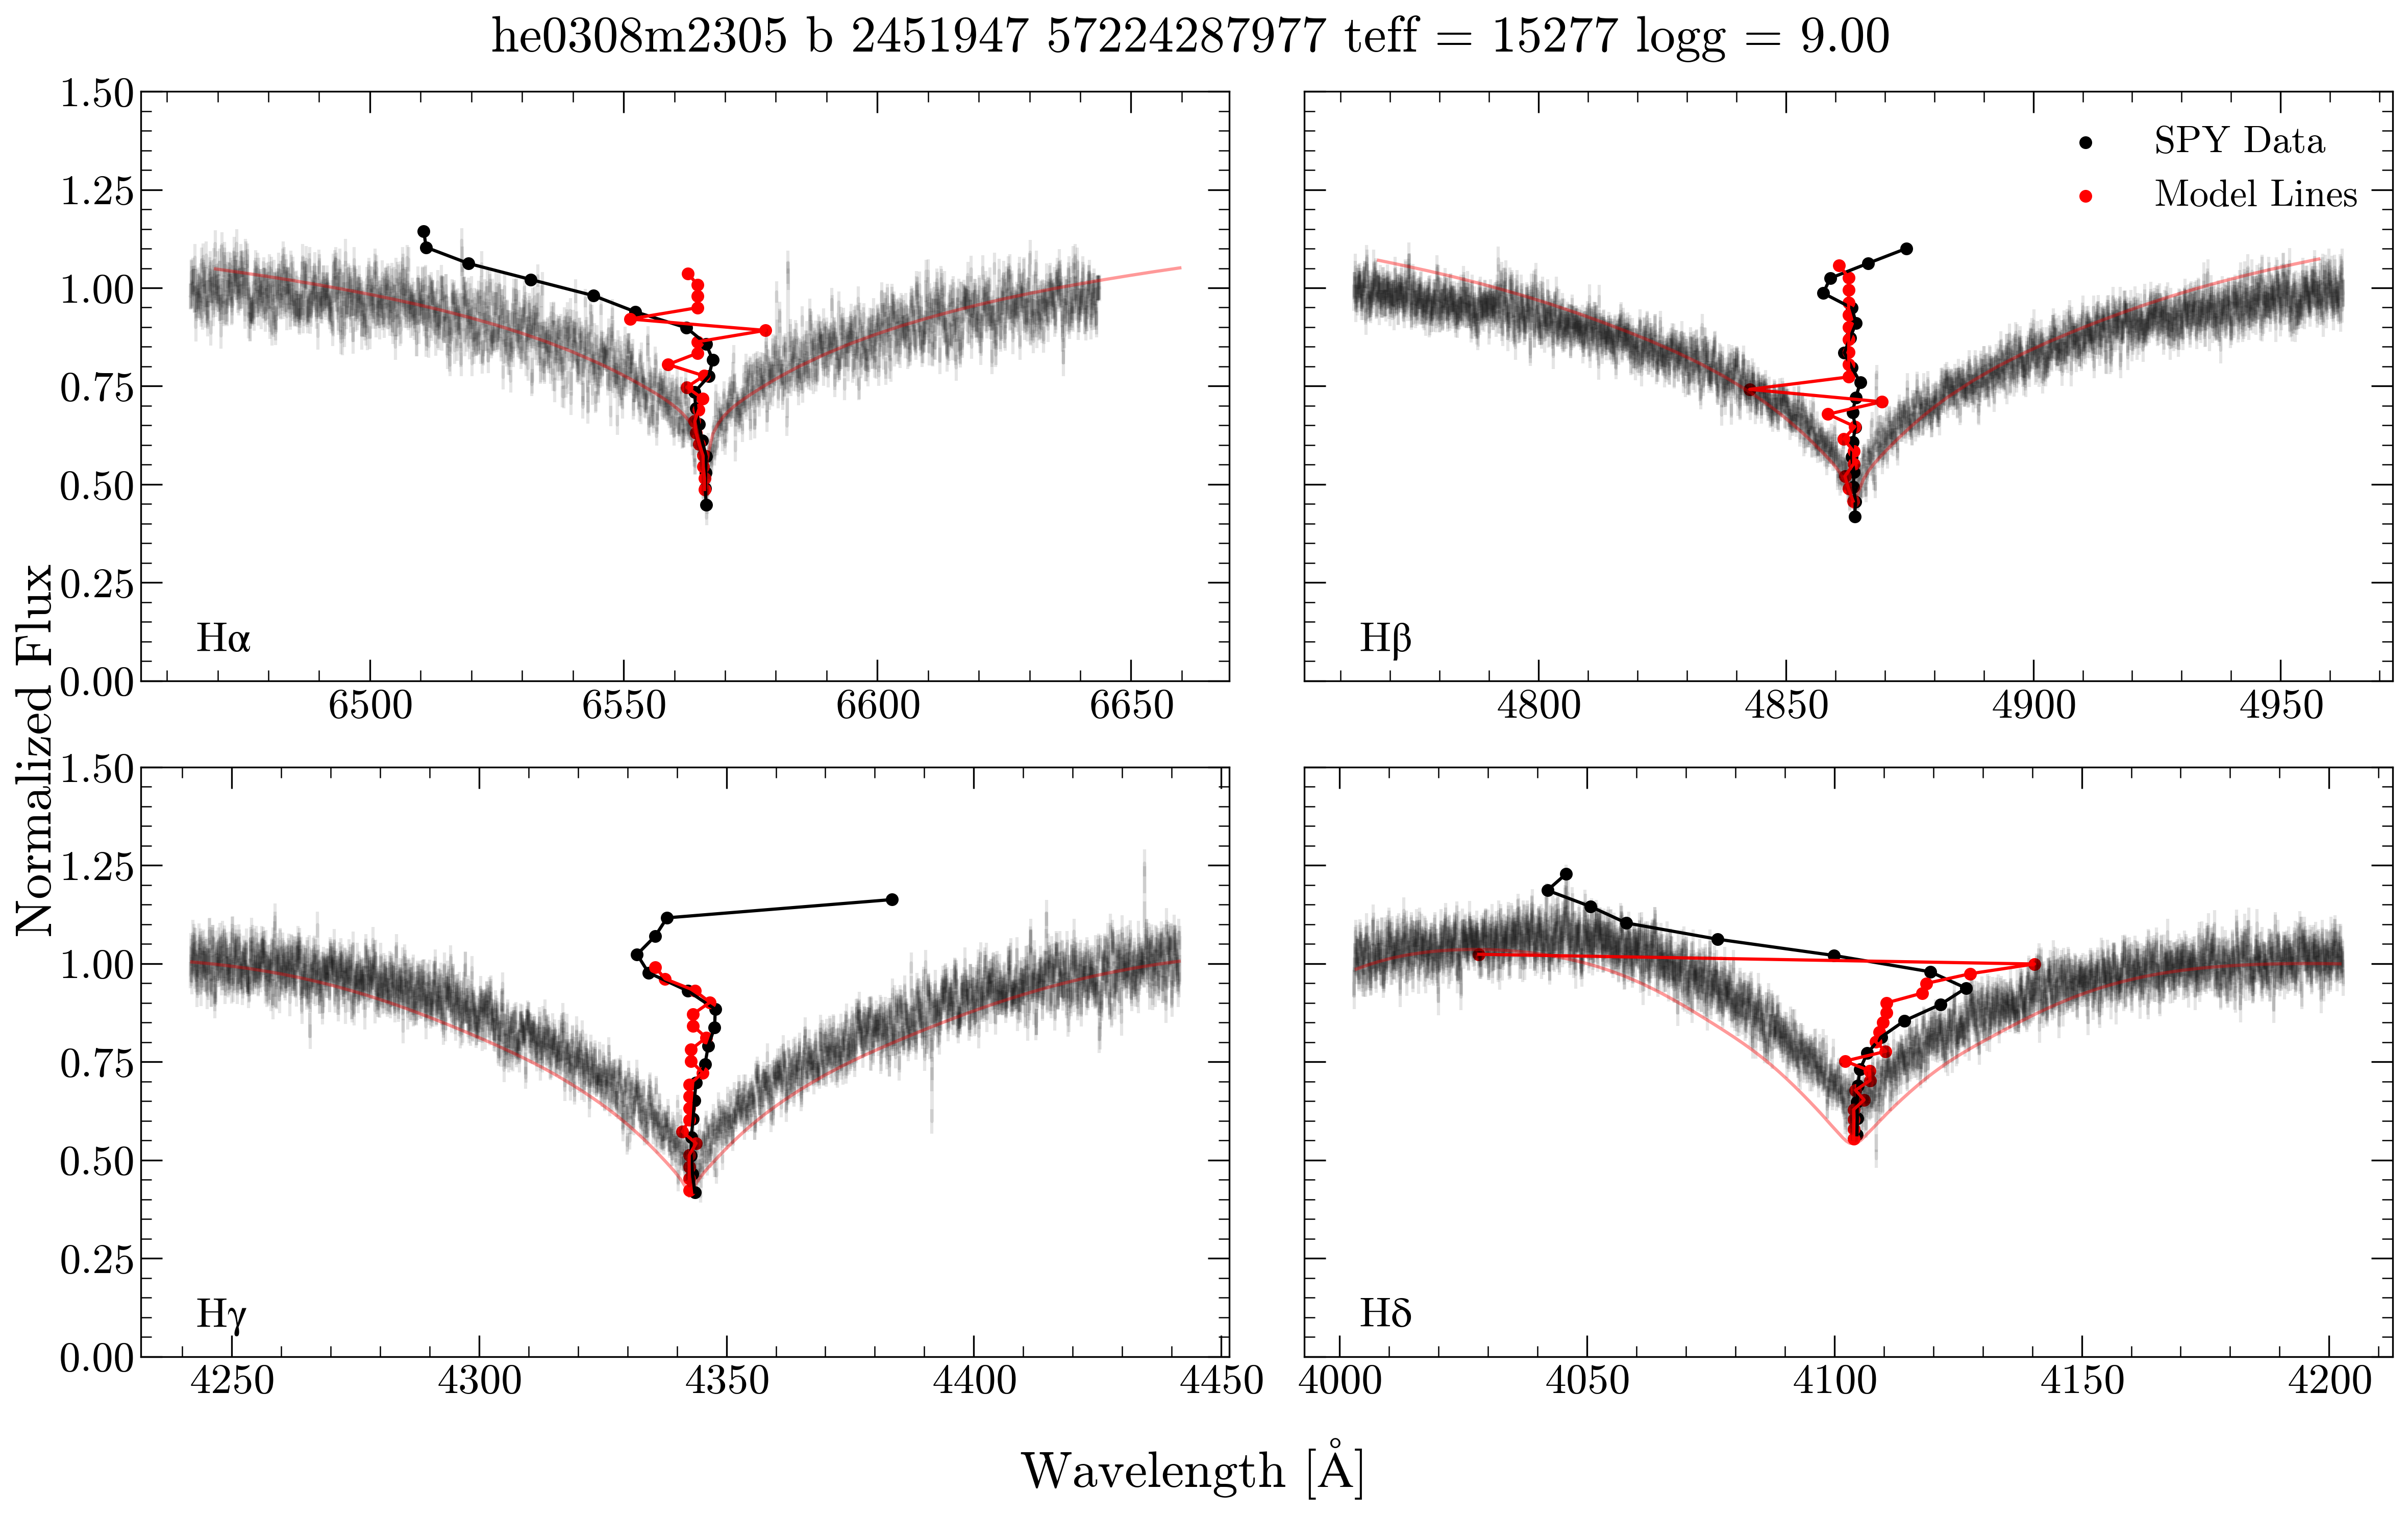 he0308m2305 b 2451947 57224287977 teff = 15277 logg = 9.00
Normalized Flux
1.50
1.25
1.00
0.75
0.50
0.25
0.00
Hα
6500 6550 6600 6650
SPY Data
Model Lines
Hβ
4800 4850 4900 4950
1.50
1.25
1.00
0.75
0.50
0.25
0.00
Hγ
4250 4300 4350 4400 4450
Hδ
4000 4050 4100 4150 4200
Wavelength [Å]